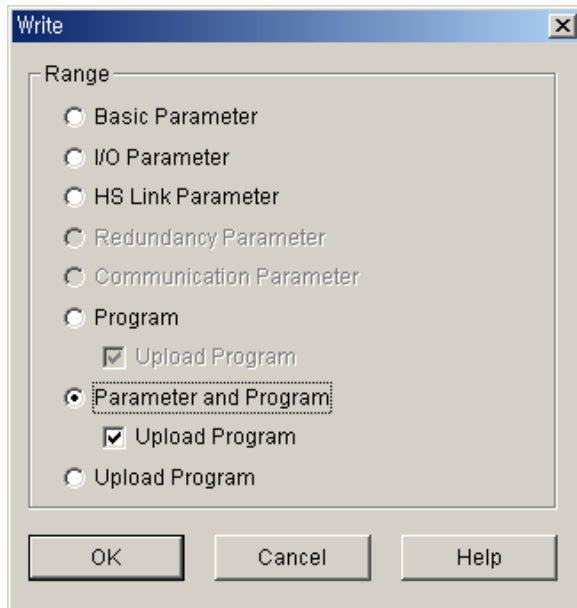 Write
Range
Basic Parameter
I/O Parameter
HS Link Parameter
Redundancy Parameter
Communication Parameter
Program
Upload Program
Parameter and Program
Upload Program
Upload Program
OK Cancel Help